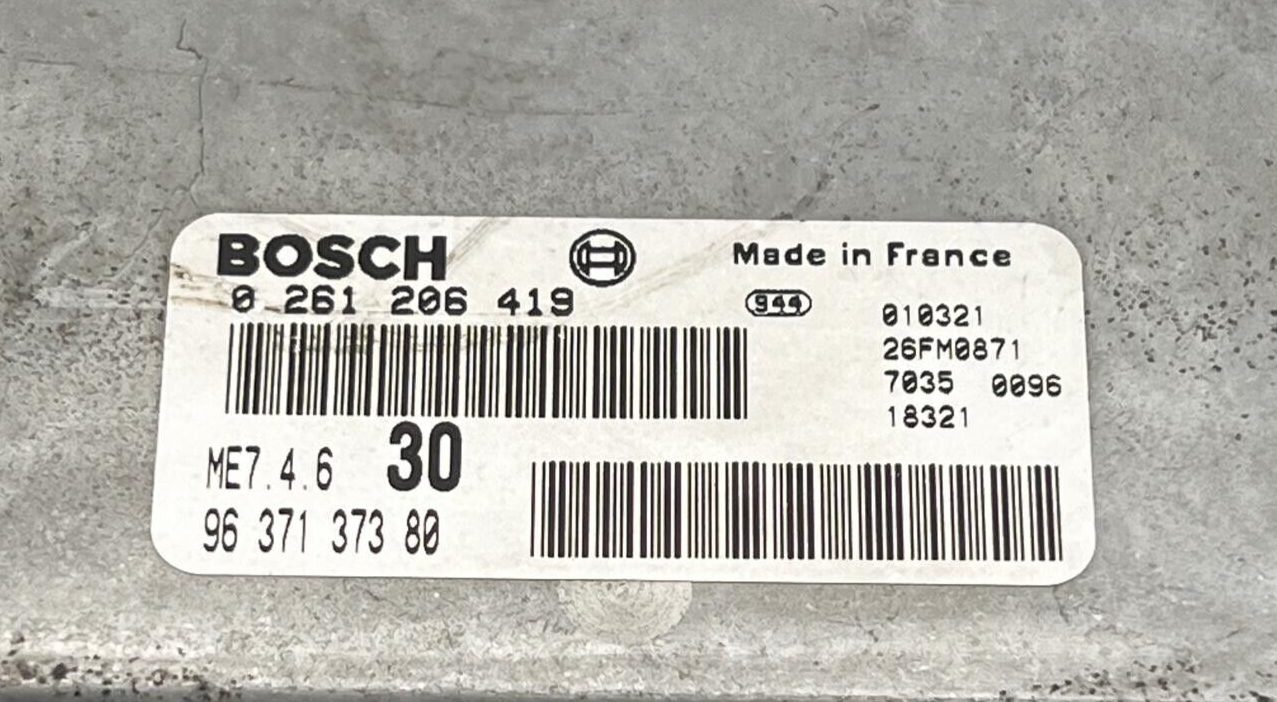 BOSCH
Made in France
0 261 206 419
944
010321
26FM0871
7035 0096
18321
ME7.4.6 30
96 371 373 80